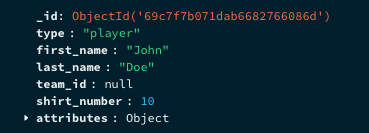 _id: ObjectId('69c7f7b071dab6682766086d')
type : "player"
first_name : "John"
last_name : "Doe"
team_id : null
shirt_number : 10
attributes : Object